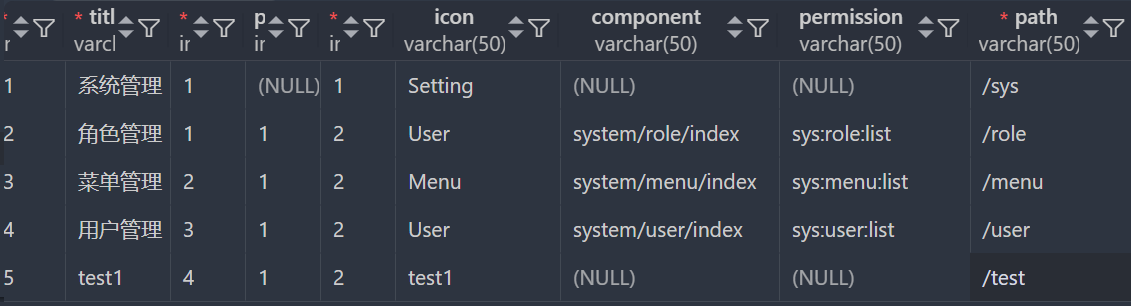 * * titl * p * icon component permission * path
ir varcl ir ir ir varchar(50) varchar(50) varchar(50) varchar(50)
1 系统管理 1 (NULL) 1 Setting (NULL) (NULL) /sys
2 角色管理 1 1 2 User system/role/index sys:role:list /role
3 菜单管理 2 1 2 Menu system/menu/index sys:menu:list /menu
4 用户管理 3 1 2 User system/user/index sys:user:list /user
5 test1 4 1 2 test1 (NULL) (NULL) /test